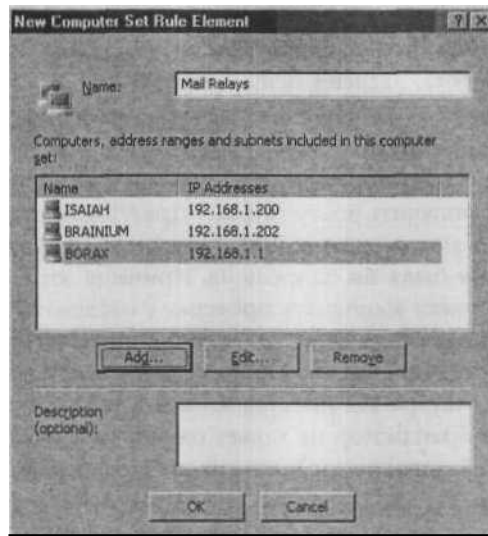 New Computer Set Rule Element
Name: Mail Relays
Computers, address ranges and subnets included in this computer
set:
Name IP Addresses
ISAIAH 192.168.1.200
BRAINIUM 192.168.1.202
BORAX 192.168.1.1
Add... Edit... Remove
Description
(optional):
OK Cancel